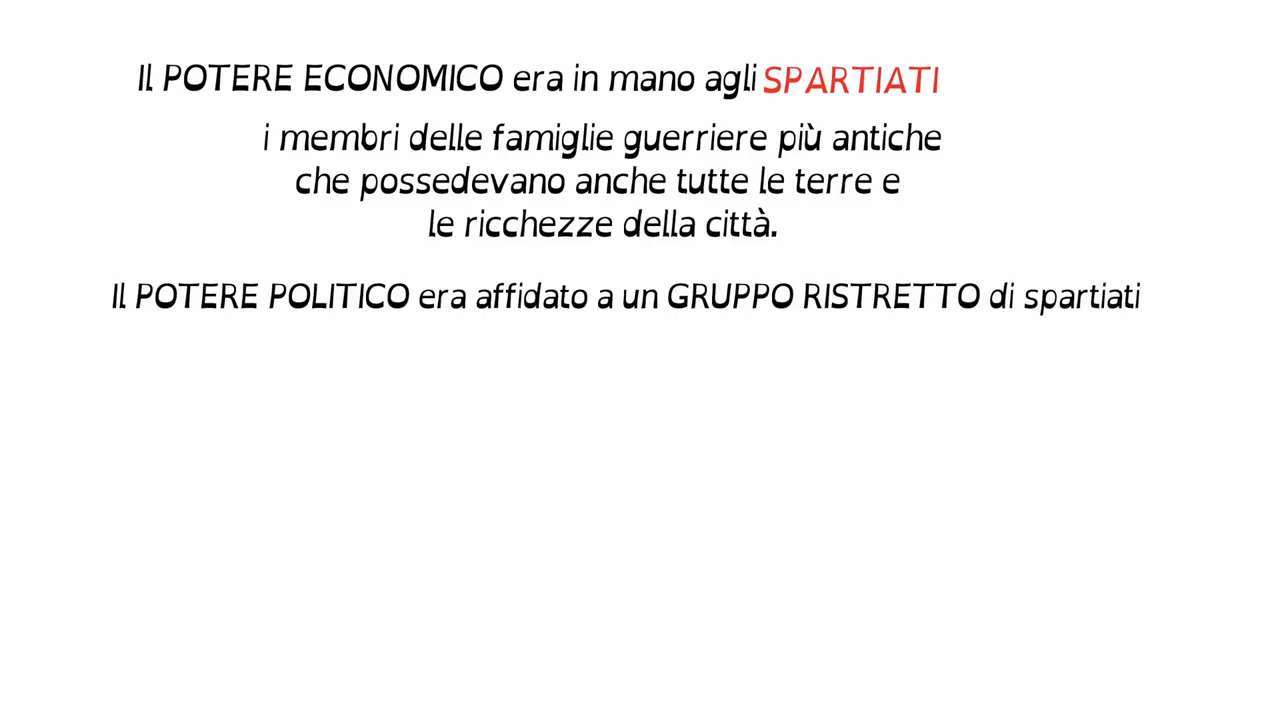 Il POTERE ECONOMICO era in mano agli SPARTIATI
i membri delle famiglie guerriere più antiche
che possedevano anche tutte le terre e
le ricchezze della città.
Il POTERE POLITICO era affidato a un GRUPPO RISTRETTO di spartiati